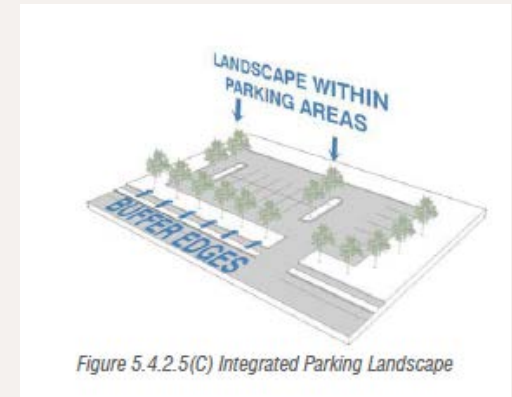 LANDSCAPE WITHIN
PARKING AREAS
BUFFER EDGES
Figure 5.4.2.5(C) Integrated Parking Landscape